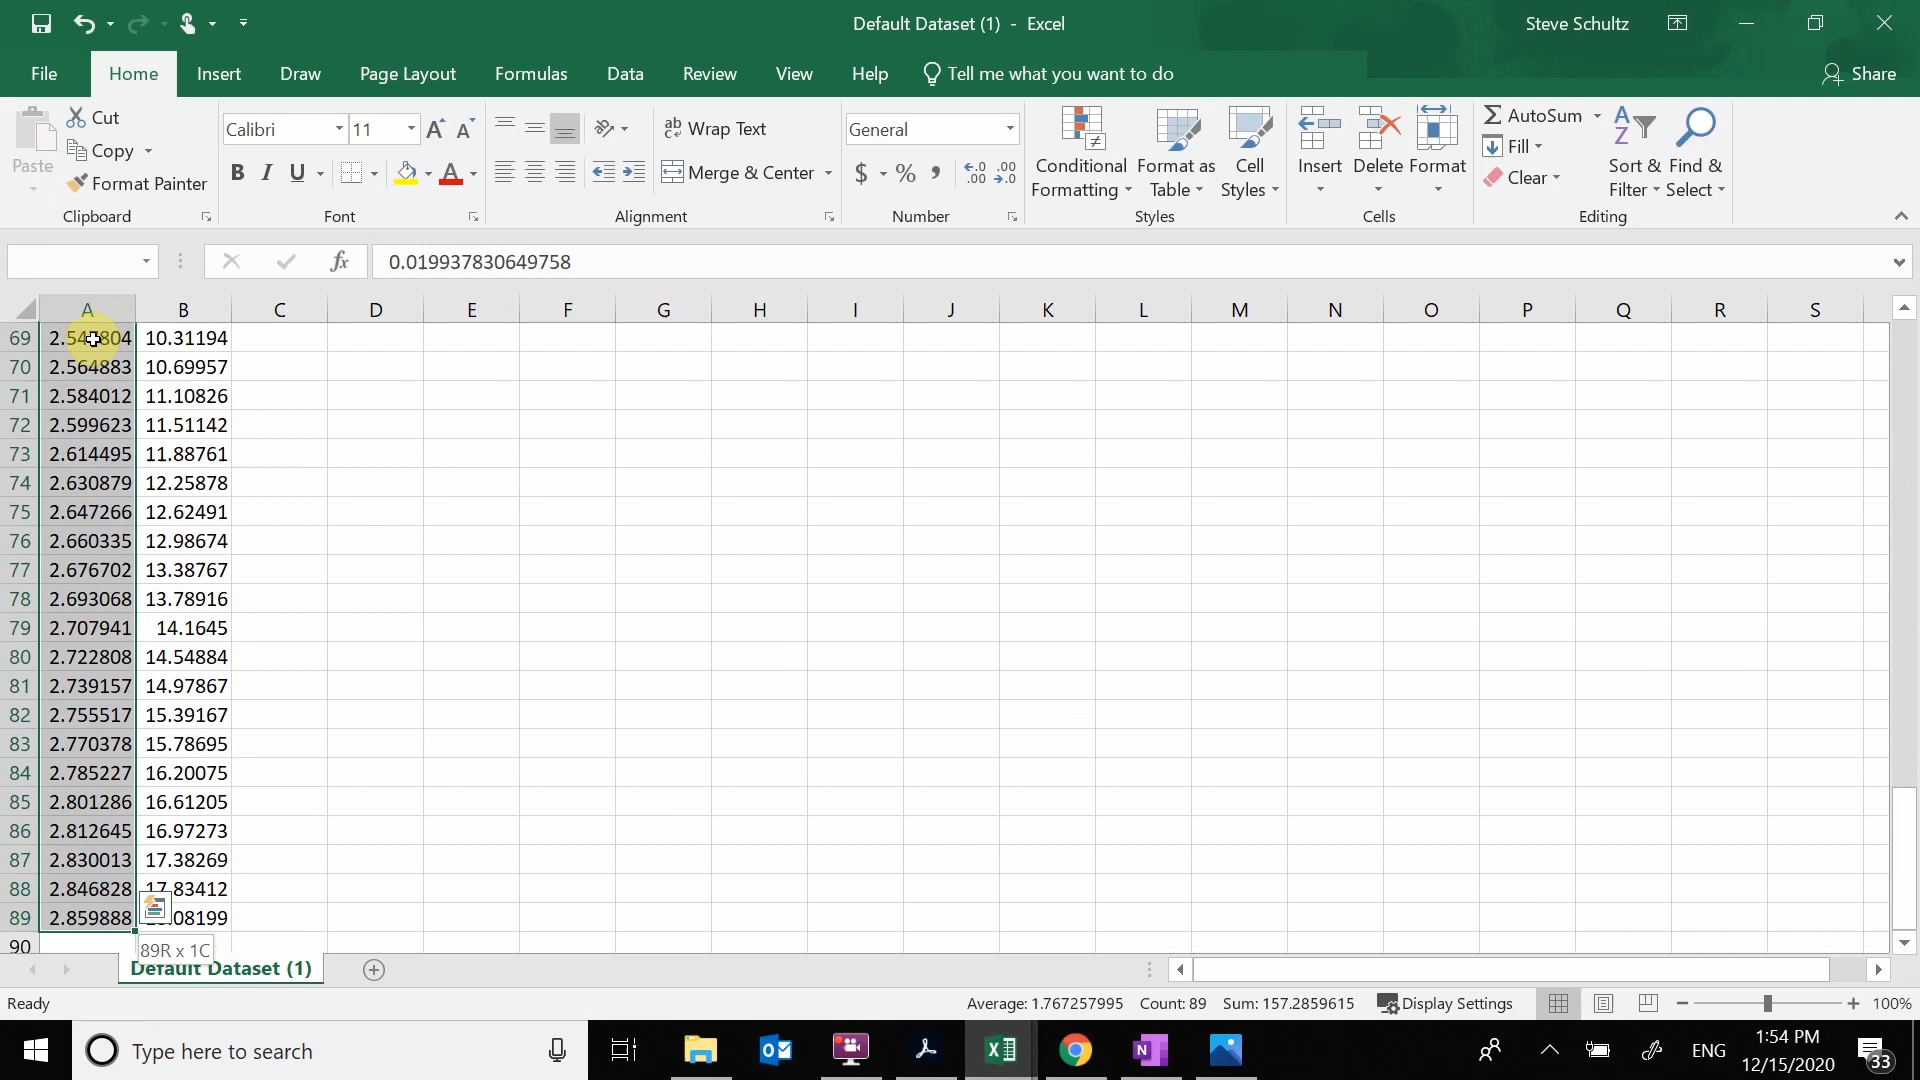 Default Dataset (1) - Excel
Steve Schultz
File Home Insert Draw Page Layout Formulas Data Review View Help Tell me what you want to do Share
Paste
Cut
Copy
Format Painter
Clipboard
Calibri 11
B I U
Font
Wrap Text
Merge & Center
Alignment
General
$ % ,
Number
Conditional Formatting
Format as Table
Cell Styles
Styles
Insert Delete Format
Cells
AutoSum
Fill
Clear
Sort & Filter
Find & Select
Editing
fx 0.019937830649758
A B C D E F G H I J K L M N O P Q R S
69 10.31194
70 2.564883 10.69957
71 2.584012 11.10826
72 2.599623 11.51142
73 2.614495 11.88761
74 2.630879 12.25878
75 2.647266 12.62491
76 2.660335 12.98674
77 2.676702 13.38767
78 2.693068 13.78916
79 2.707941 14.1645
80 2.722808 14.54884
81 2.739157 14.97867
82 2.755517 15.39167
83 2.770378 15.78695
84 2.785227 16.20075
85 2.801286 16.61205
86 2.812645 16.97273
87 2.830013 17.38269
88 2.846828 17.83412
89 2.859888 .08199
90
89R x 1C
Default Dataset (1)
Ready Average: 1.767257995 Count: 89 Sum: 157.2859615 Display Settings 100%
Type here to search
ENG
1:54 PM
12/15/2020
33